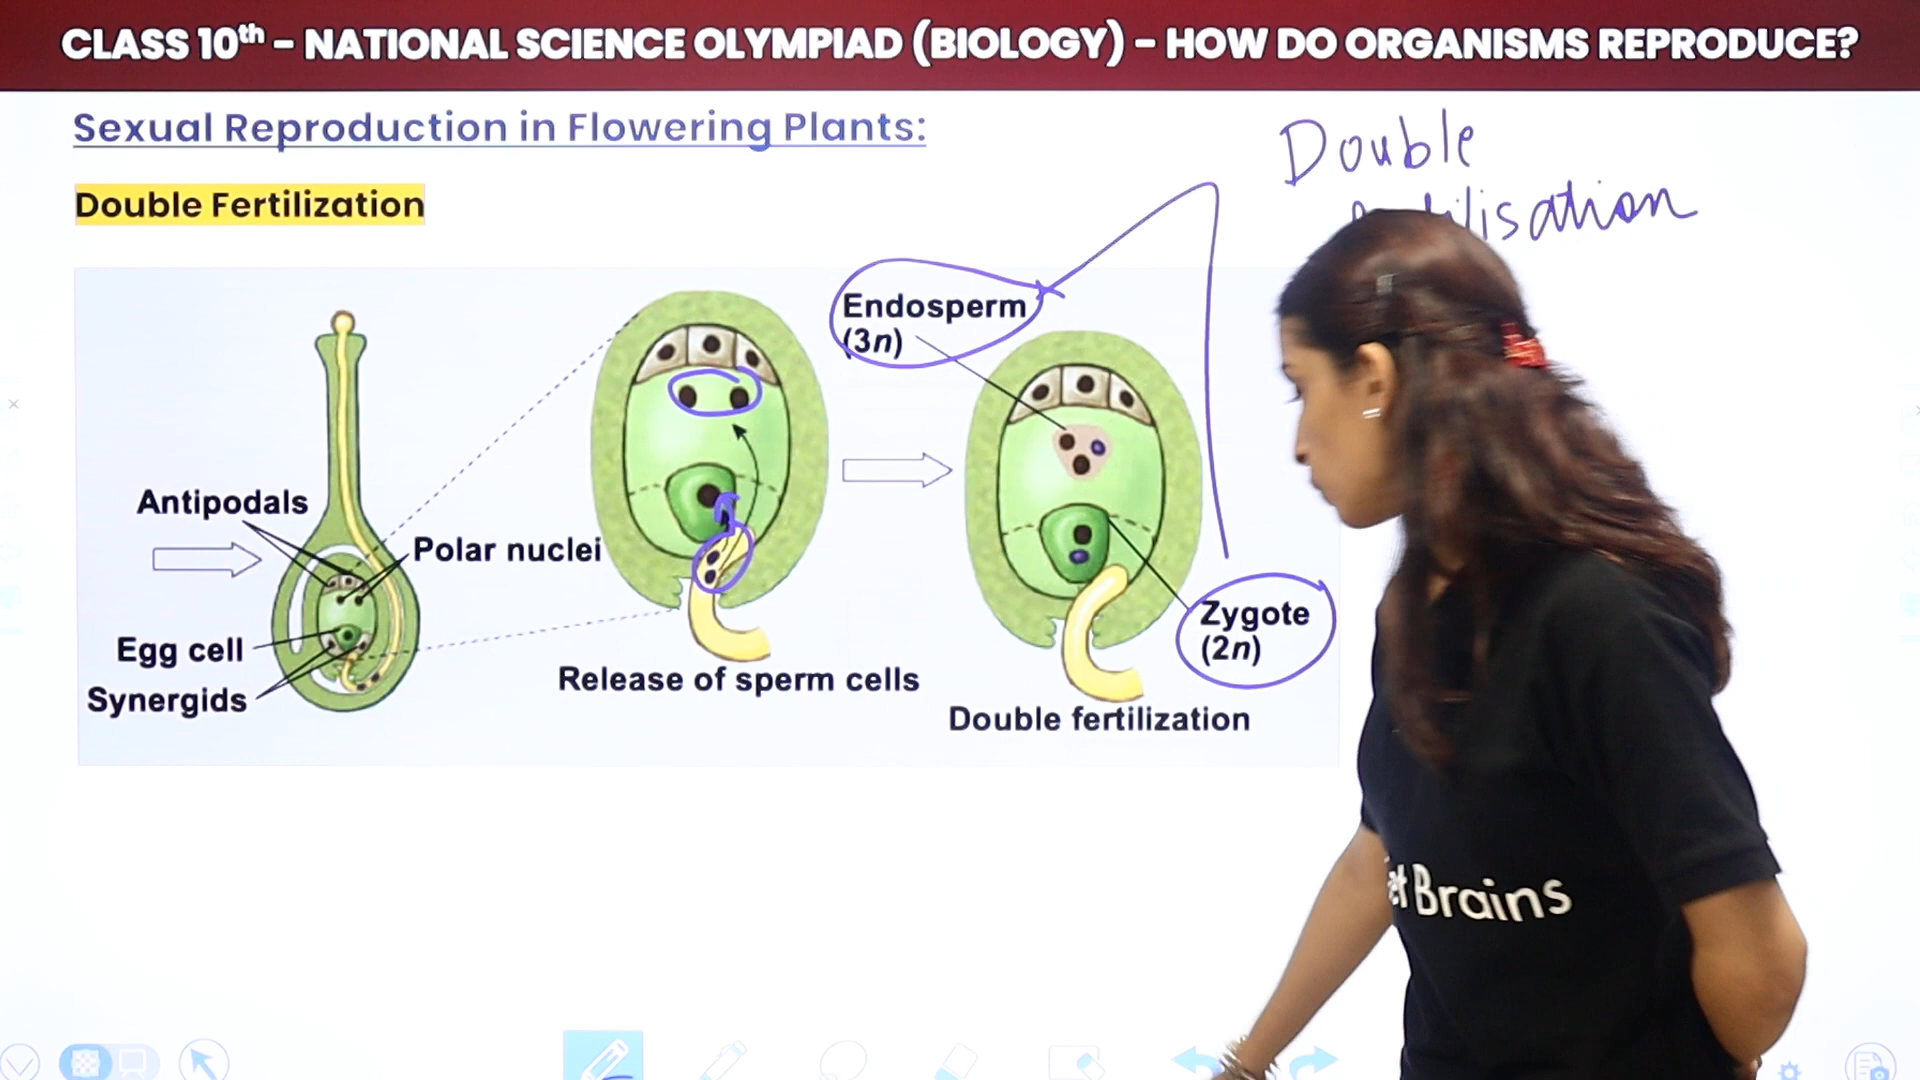 CLASS 10th – NATIONAL SCIENCE OLYMPIAD (BIOLOGY) – HOW DO ORGANISMS REPRODUCE?
Sexual Reproduction in Flowering Plants:
Double
Double Fertilization
Endosperm
(3n)
Antipodals
Polar nuclei
Egg cell
Synergids
Release of sperm cells
Zygote
(2n)
Double fertilization
Brains